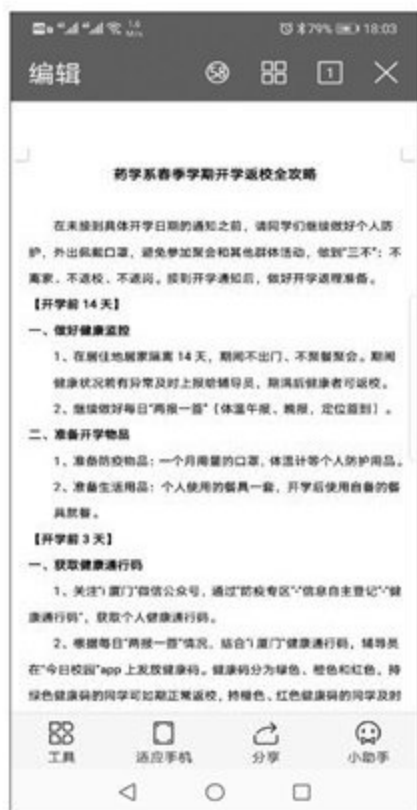 1.6 M/s 79% 18:03
编辑 58 1
药学系春季学期开学返校全攻略
在未接到具体开学日期的通知之前，请同学们继续做好个人防
护，外出佩戴口罩，避免参加聚会和其他群体活动，做到“三不”：不
离家、不返校、不返岗。接到开学通知后，做好开学返程准备。
【开学前 14 天】
一、做好健康监控
1、在居住地居家隔离 14 天，期间不出门、不聚餐聚会。期间
健康状况若有异常及时上报给辅导员，期满后健康者可返校。
2、继续做好每日“两报一签”（体温午报、晚报，定位签到）。
二、准备开学物品
1、准备防疫物品：一个月用量的口罩，体温计等个人防护用品。
2、准备生活用品：个人使用的餐具一套，开学后使用自备的餐
具就餐。
【开学前 3 天】
一、获取健康通行码
1、关注“i 厦门”微信公众号，通过“防疫专区”-“信息自主登记”-“健
康通行码”，获取个人健康通行码。
2、根据每日“两报一签”情况，结合“i 厦门”健康通行码，辅导员
在“今日校园”app 上发放健康码。健康码分为绿色、橙色和红色，持
绿色健康码的同学可如期正常返校，持橙色、红色健康码的同学及时
工具 适应手机 分享 小助手